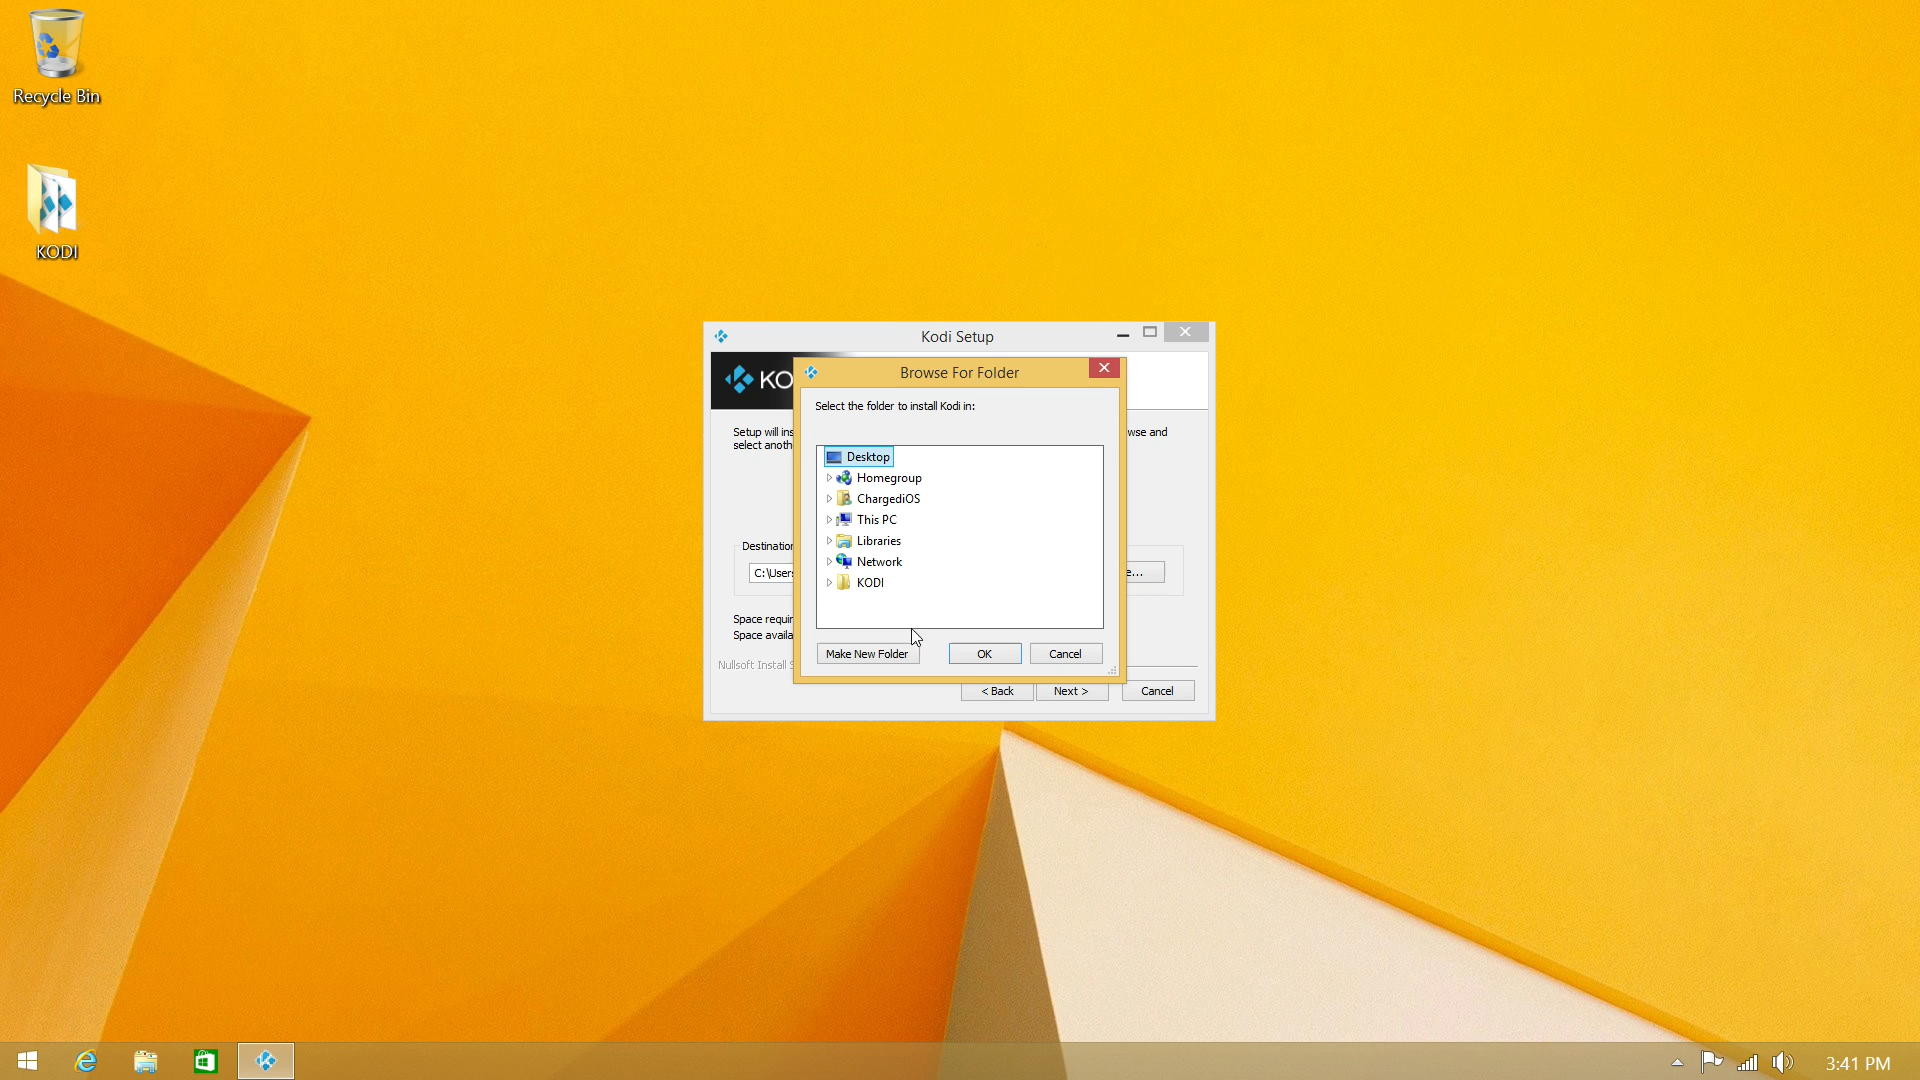 Recycle Bin
KODI
Kodi Setup
KO
Browse For Folder
Select the folder to install Kodi in:
Setup will ins
wse and
select anoth
Desktop
Homegroup
ChargediOS
This PC
Libraries
Network
KODI
Destination
C:\Users
e...
Space requir
Space availa
Make New Folder
OK
Cancel
Nullsoft Install S
< Back
Next >
Cancel
3:41 PM